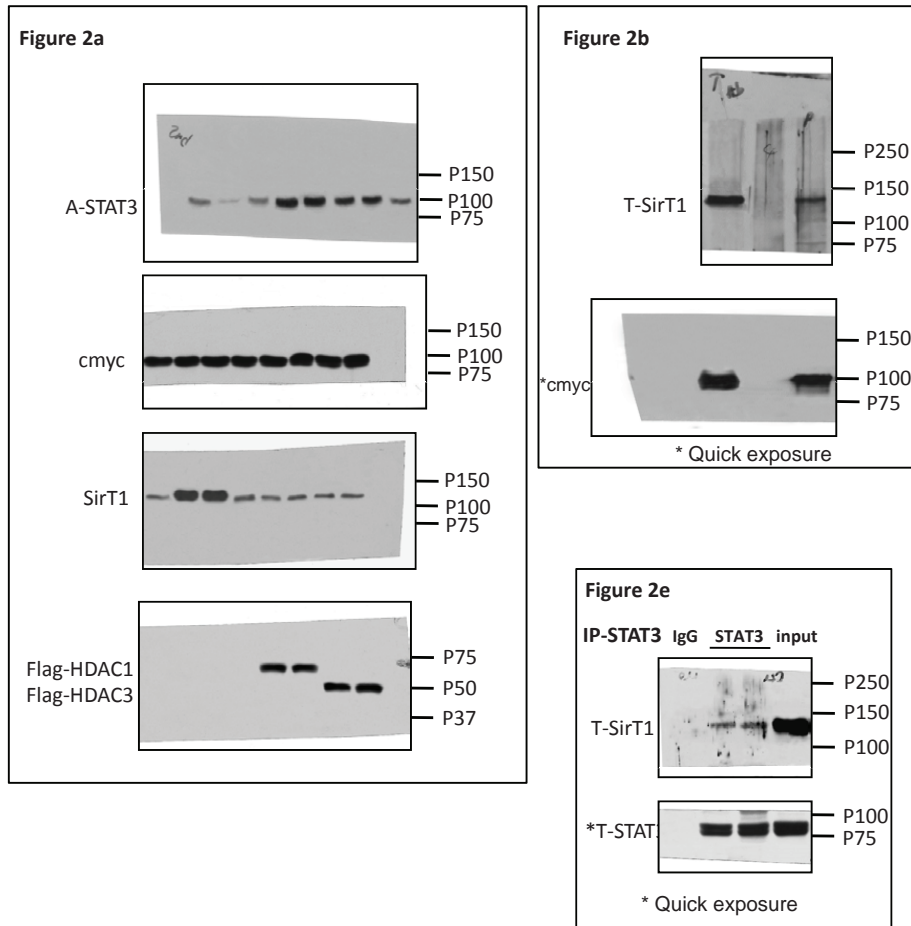 Figure 2a
A-STAT3
P150
P100
P75
cmyc
P150
P100
P75
SirT1
P150
P100
P75
Flag-HDAC1
Flag-HDAC3
P75
P50
P37
Figure 2b
T-SirT1
P250
P150
P100
P75
*cmyc
P150
P100
P75
* Quick exposure
Figure 2e
IP-STAT3 IgG STAT3 input
T-SirT1
P250
P150
P100
*T-STAT
P100
P75
* Quick exposure